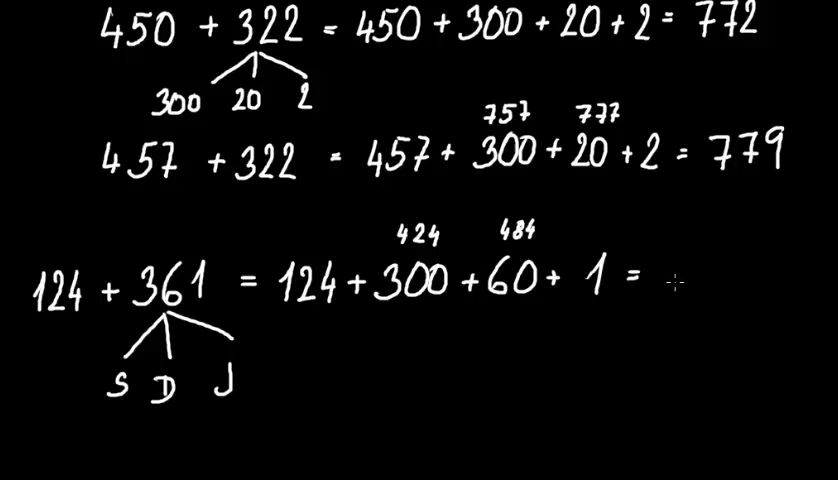 450 + 322 = 450 + 300 + 20 + 2 = 772
300 20 2
757 777
457 + 322 = 457 + 300 + 20 + 2 = 779
424 484
124 + 361 = 124 + 300 + 60 + 1 =
S D J